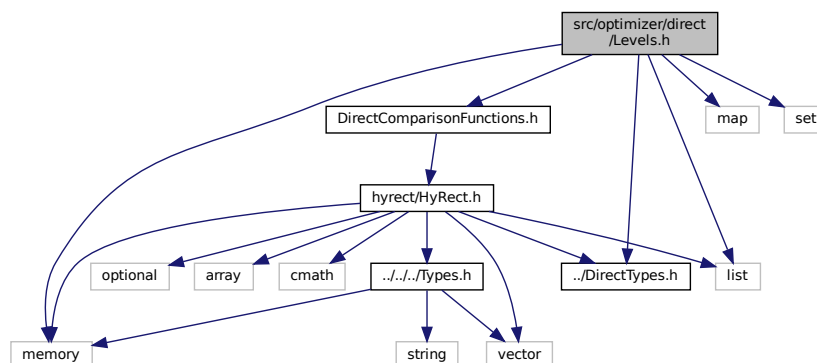 src/optimizer/direct
/Levels.h
DirectComparisonFunctions.h
map
set
hyrect/HyRect.h
optional
array
cmath
../../../Types.h
../DirectTypes.h
list
memory
string
vector